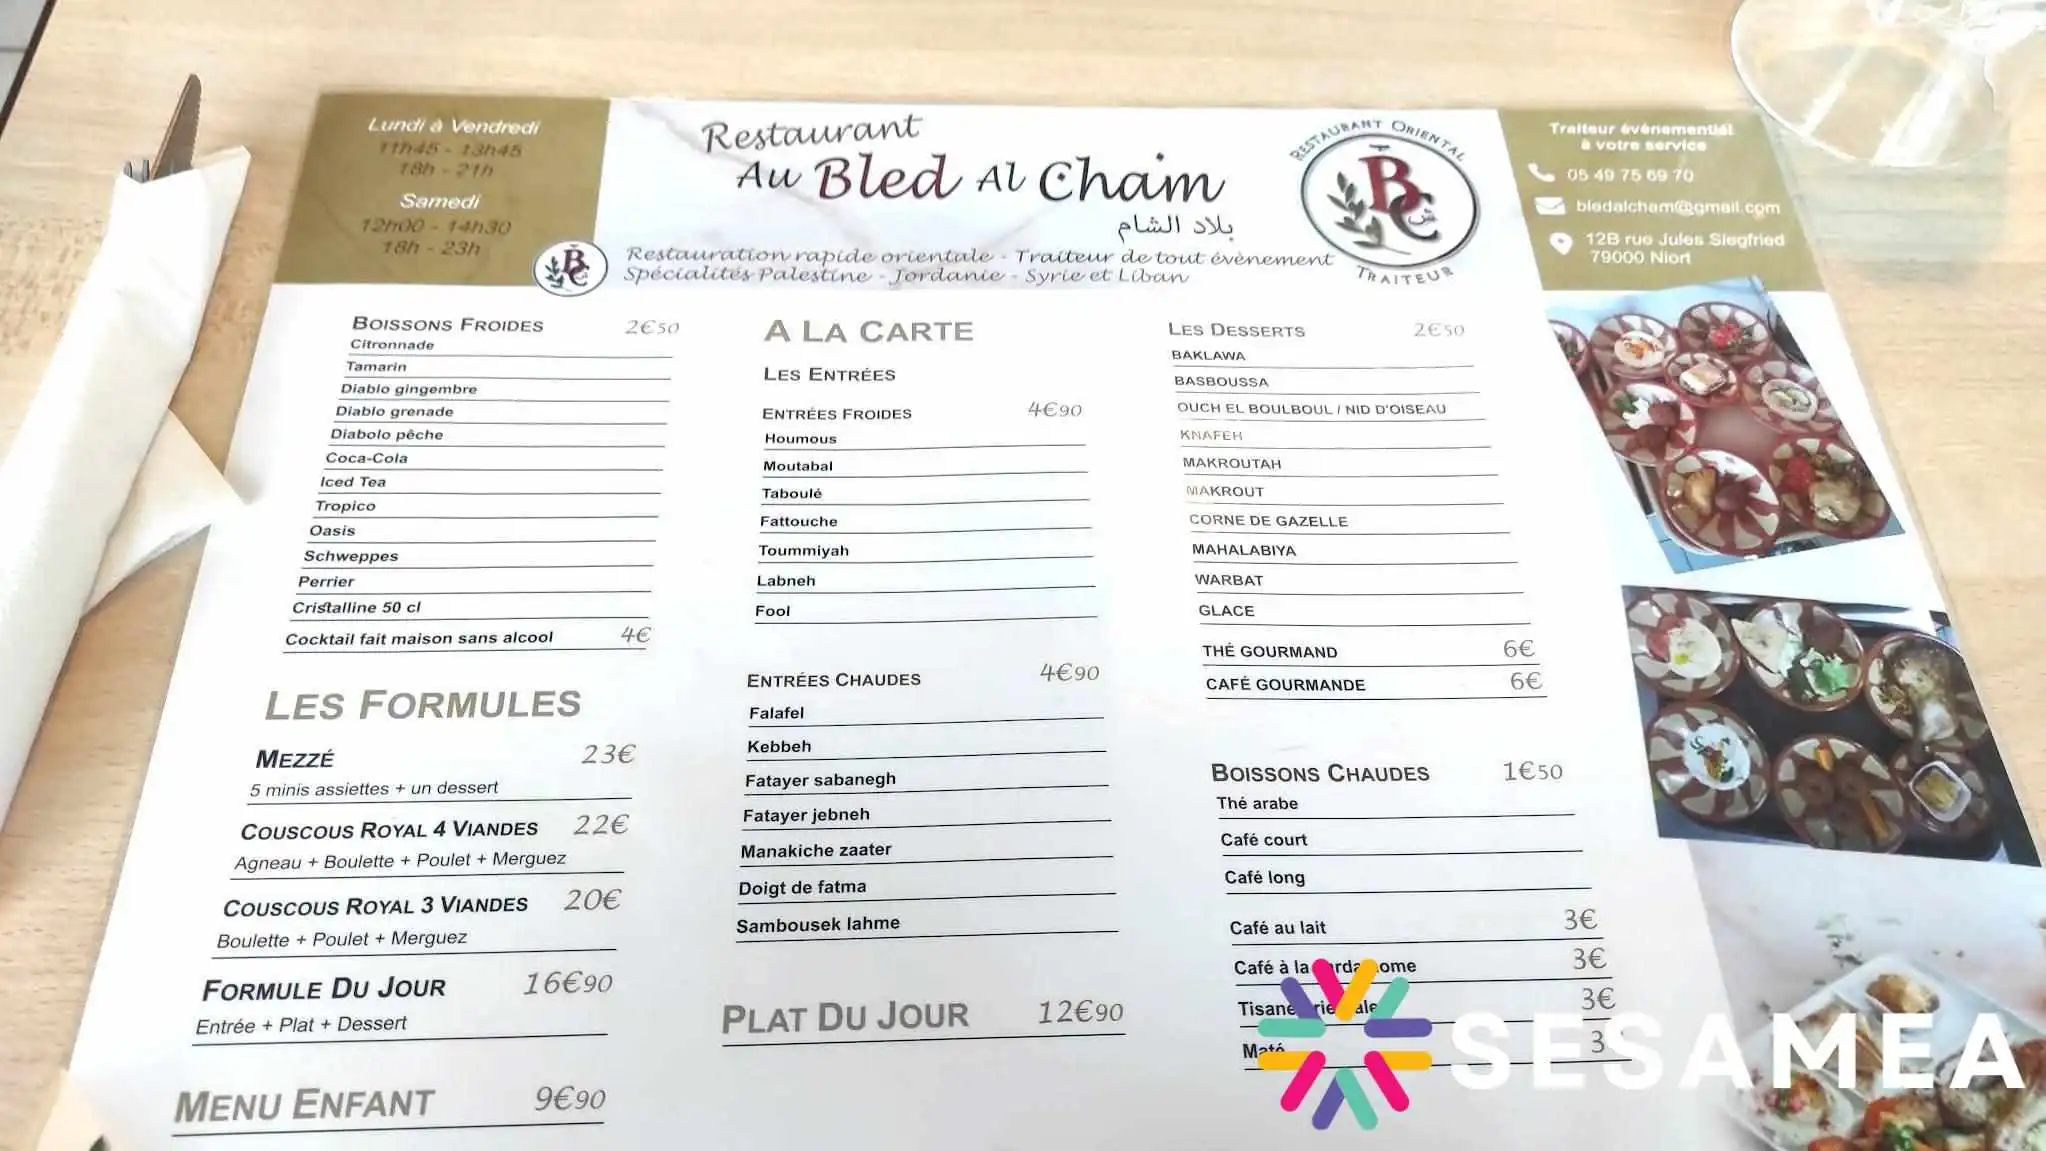 Lundi à Vendredi
11h45 - 13h45
18h - 21h
Samedi
12h00 - 14h30
18h - 23h
Restaurant
Au Bled Al Cham
بلاد الشام
Restauration rapide orientale - Traiteur de tout évènement
Spécialités Palestine - Jordanie - Syrie et Liban
RESTAURANT ORIENTAL
TRAITEUR
Traiteur évènementiel
à votre service
05 49 75 69 70
bledalcham@gmail.com
12B rue Jules Siegfried
79000 Niort
BOISSONS FROIDES 2€50
Citronnade
Tamarin
Diablo gingembre
Diablo grenade
Diabolo pêche
Coca-Cola
Iced Tea
Tropico
Oasis
Schweppes
Perrier
Cristalline 50 cl
Cocktail fait maison sans alcool 4€
LES FORMULES
MEZZÉ 23€
5 minis assiettes + un dessert
COUSCOUS ROYAL 4 VIANDES 22€
Agneau + Boulette + Poulet + Merguez
COUSCOUS ROYAL 3 VIANDES 20€
Boulette + Poulet + Merguez
FORMULE DU JOUR 16€90
Entrée + Plat + Dessert
MENU ENFANT 9€90
A LA CARTE
LES ENTRÉES
ENTRÉES FROIDES 4€90
Houmous
Moutabal
Taboulé
Fattouche
Toummiyah
Labneh
Fool
ENTRÉES CHAUDES 4€90
Falafel
Kebbeh
Fatayer sabanegh
Fatayer jebneh
Manakiche zaater
Doigt de fatma
Sambousek lahme
PLAT DU JOUR 12€90
LES DESSERTS 2€50
BAKLAWA
BASBOUSSA
OUCH EL BOULBOUL / NID D'OISEAU
KNAFEH
MAKROUTAH
MAKROUT
CORNE DE GAZELLE
MAHALABIYA
WARBAT
GLACE
THÉ GOURMAND 6€
CAFÉ GOURMANDE 6€
BOISSONS CHAUDES 1€50
Thé arabe
Café court
Café long
Café au lait 3€
Café à la 3€
Tisane 3€
Maté 3
SESAMEA